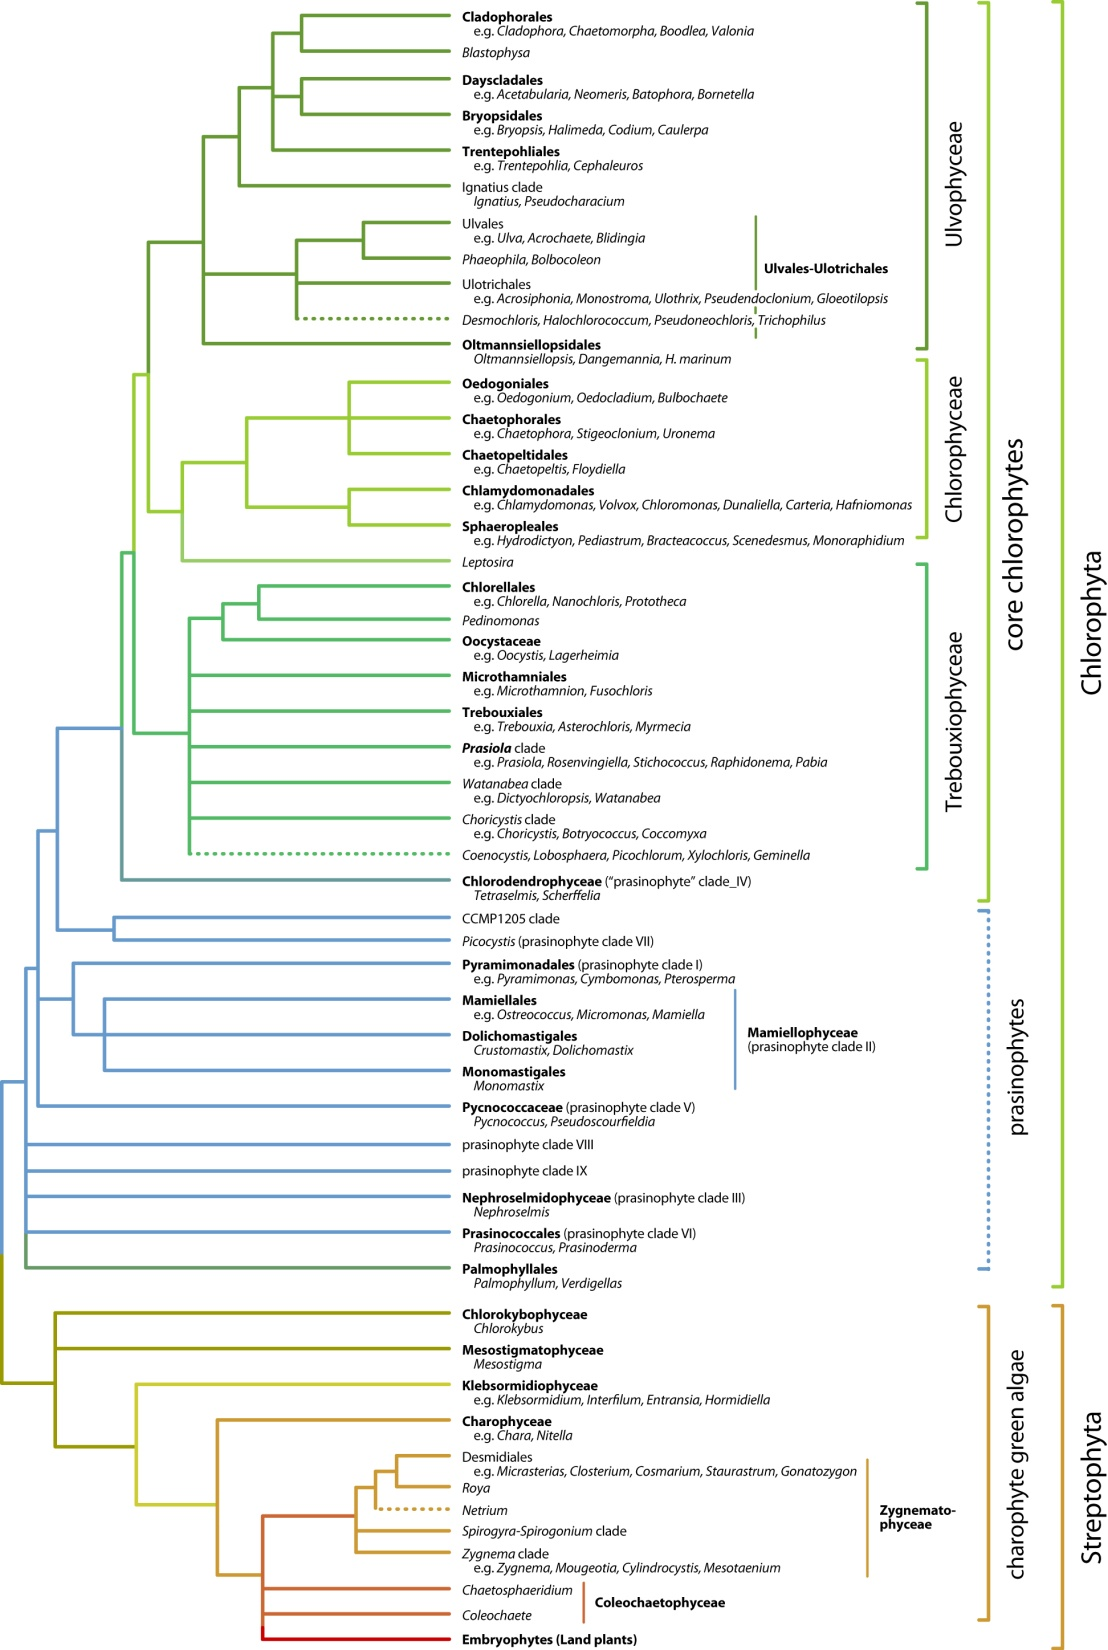 Cladophorales
e.g. Cladophora, Chaetomorpha, Boodlea, Valonia
Blastophysa
Dayscladales
e.g. Acetabularia, Neomeris, Batophora, Bornetella
Bryopsidales
e.g. Bryopsis, Halimeda, Codium, Caulerpa
Trentepohliales
e.g. Trentepohlia, Cephaleuros
Ignatius clade
Ignatius, Pseudocharacium
Ulvales
e.g. Ulva, Acrochaete, Blidingia
Phaeophila, Bolbocoleon
Ulvales-Ulotrichales
Ulotrichales
e.g. Acrosiphonia, Monostroma, Ulothrix, Pseudendoclonium, Gloeotilopsis
Desmochloris, Halochlorococcum, Pseudoneochloris, Trichophilus
Oltmannsiellopsidales
Oltmannsiellopsis, Dangemannia, H. marinum
Ulvophyceae
Oedogoniales
e.g. Oedogonium, Oedocladium, Bulbochaete
Chaetophorales
e.g. Chaetophora, Stigeoclonium, Uronema
Chaetopeltidales
e.g. Chaetopeltis, Floydiella
Chlamydomonadales
e.g. Chlamydomonas, Volvox, Chloromonas, Dunaliella, Carteria, Hafniomonas
Sphaeropleales
e.g. Hydrodictyon, Pediastrum, Bracteacoccus, Scenedesmus, Monoraphidium
Chlorophyceae
Leptosira
Chlorellales
e.g. Chlorella, Nanochloris, Prototheca
Pedinomonas
Oocystaceae
e.g. Oocystis, Lagerheimia
Microthamniales
e.g. Microthamnion, Fusochloris
Trebouxiales
e.g. Trebouxia, Asterochloris, Myrmecia
Prasiola clade
e.g. Prasiola, Rosenvingiella, Stichococcus, Raphidonema, Pabia
Watanabea clade
e.g. Dictyochloropsis, Watanabea
Choricystis clade
e.g. Choricystis, Botryococcus, Coccomyxa
Coenocystis, Lobosphaera, Picochlorum, Xylochloris, Geminella
Trebouxiophyceae
Chlorodendrophyceae (“prasinophyte” clade_IV)
Tetraselmis, Scherffelia
core chlorophytes
CCMP1205 clade
Picocystis (prasinophyte clade VII)
Pyramimonadales (prasinophyte clade I)
e.g. Pyramimonas, Cymbomonas, Pterosperma
Mamiellales
e.g. Ostreococcus, Micromonas, Mamiella
Dolichomastigales
Crustomastix, Dolichomastix
Monomastigales
Monomastix
Mamiellophyceae
(prasinophyte clade II)
Pycnococcaceae (prasinophyte clade V)
Pycnococcus, Pseudoscourfieldia
prasinophyte clade VIII
prasinophyte clade IX
Nephroselmidophyceae (prasinophyte clade III)
Nephroselmis
Prasinococcales (prasinophyte clade VI)
Prasinococcus, Prasinoderma
Palmophyllales
Palmophyllum, Verdigellas
prasinophytes
Chlorophyta
Chlorokybophyceae
Chlorokybus
Mesostigmatophyceae
Mesostigma
Klebsormidiophyceae
e.g. Klebsormidium, Interfilum, Entransia, Hormidiella
Charophyceae
e.g. Chara, Nitella
Desmidiales
e.g. Micrasterias, Closterium, Cosmarium, Staurastrum, Gonatozygon
Roya
Netrium
Spirogyra-Spirogonium clade
Zygnema clade
e.g. Zygnema, Mougeotia, Cylindrocystis, Mesotaenium
Zygnemato-
phyceae
Chaetosphaeridium
Coleochaete
Coleochaetophyceae
Embryophytes (Land plants)
charophyte green algae
Streptophyta